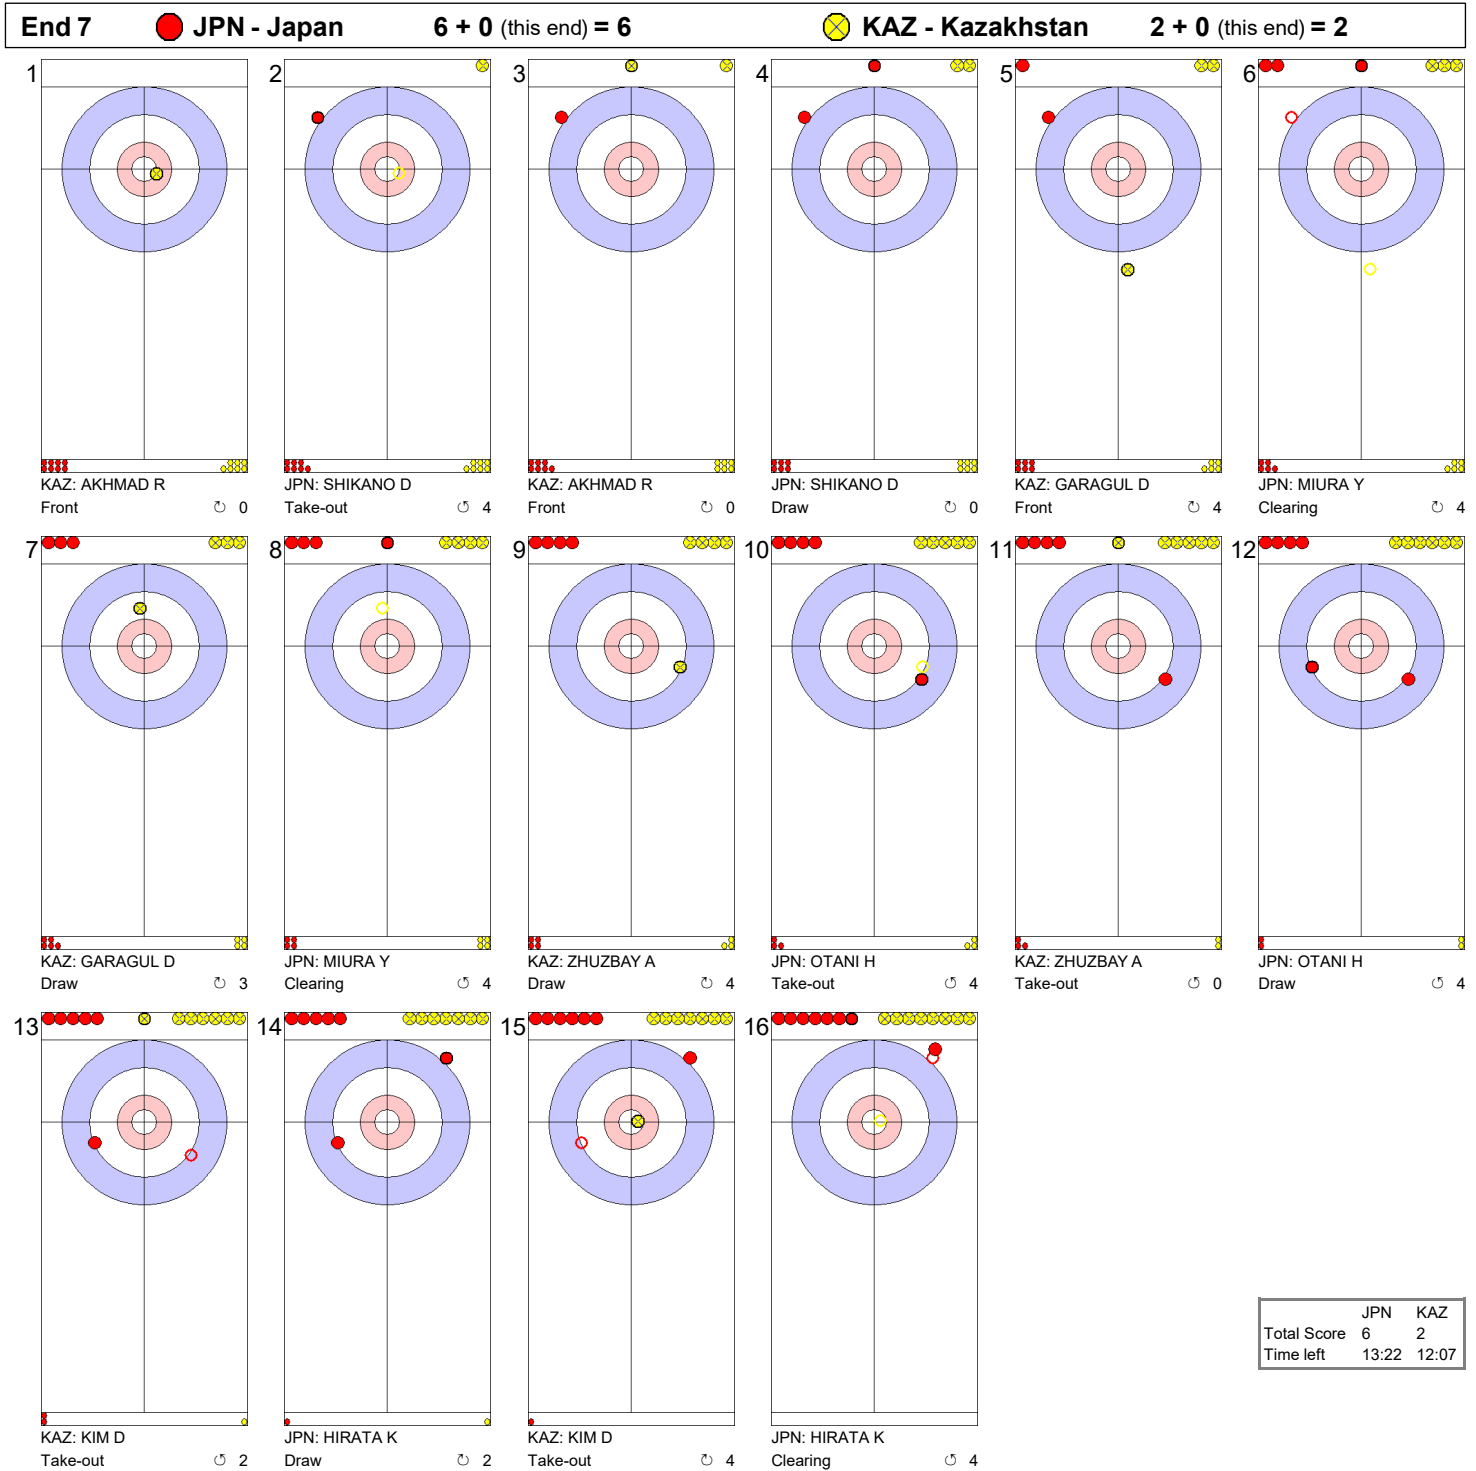 End 7 JPN - Japan 6 + 0 (this end) = 6 KAZ - Kazakhstan 2 + 0 (this end) = 2
1 2 3 4 5 6
KAZ: AKHMAD R JPN: SHIKANO D KAZ: AKHMAD R JPN: SHIKANO D KAZ: GARAGUL D JPN: MIURA Y
Front ↻ 0 Take-out ↺ 4 Front ↻ 0 Draw ↻ 0 Front ↻ 4 Clearing ↻ 4
7 8 9 10 11 12
KAZ: GARAGUL D JPN: MIURA Y KAZ: ZHUZBAY A JPN: OTANI H KAZ: ZHUZBAY A JPN: OTANI H
Draw ↻ 3 Clearing ↺ 4 Draw ↻ 4 Take-out ↺ 4 Take-out ↺ 0 Draw ↺ 4
13 14 15 16
JPN KAZ
Total Score 6 2
Time left 13:22 12:07
KAZ: KIM D JPN: HIRATA K KAZ: KIM D JPN: HIRATA K
Take-out ↺ 2 Draw ↻ 2 Take-out ↻ 4 Clearing ↺ 4